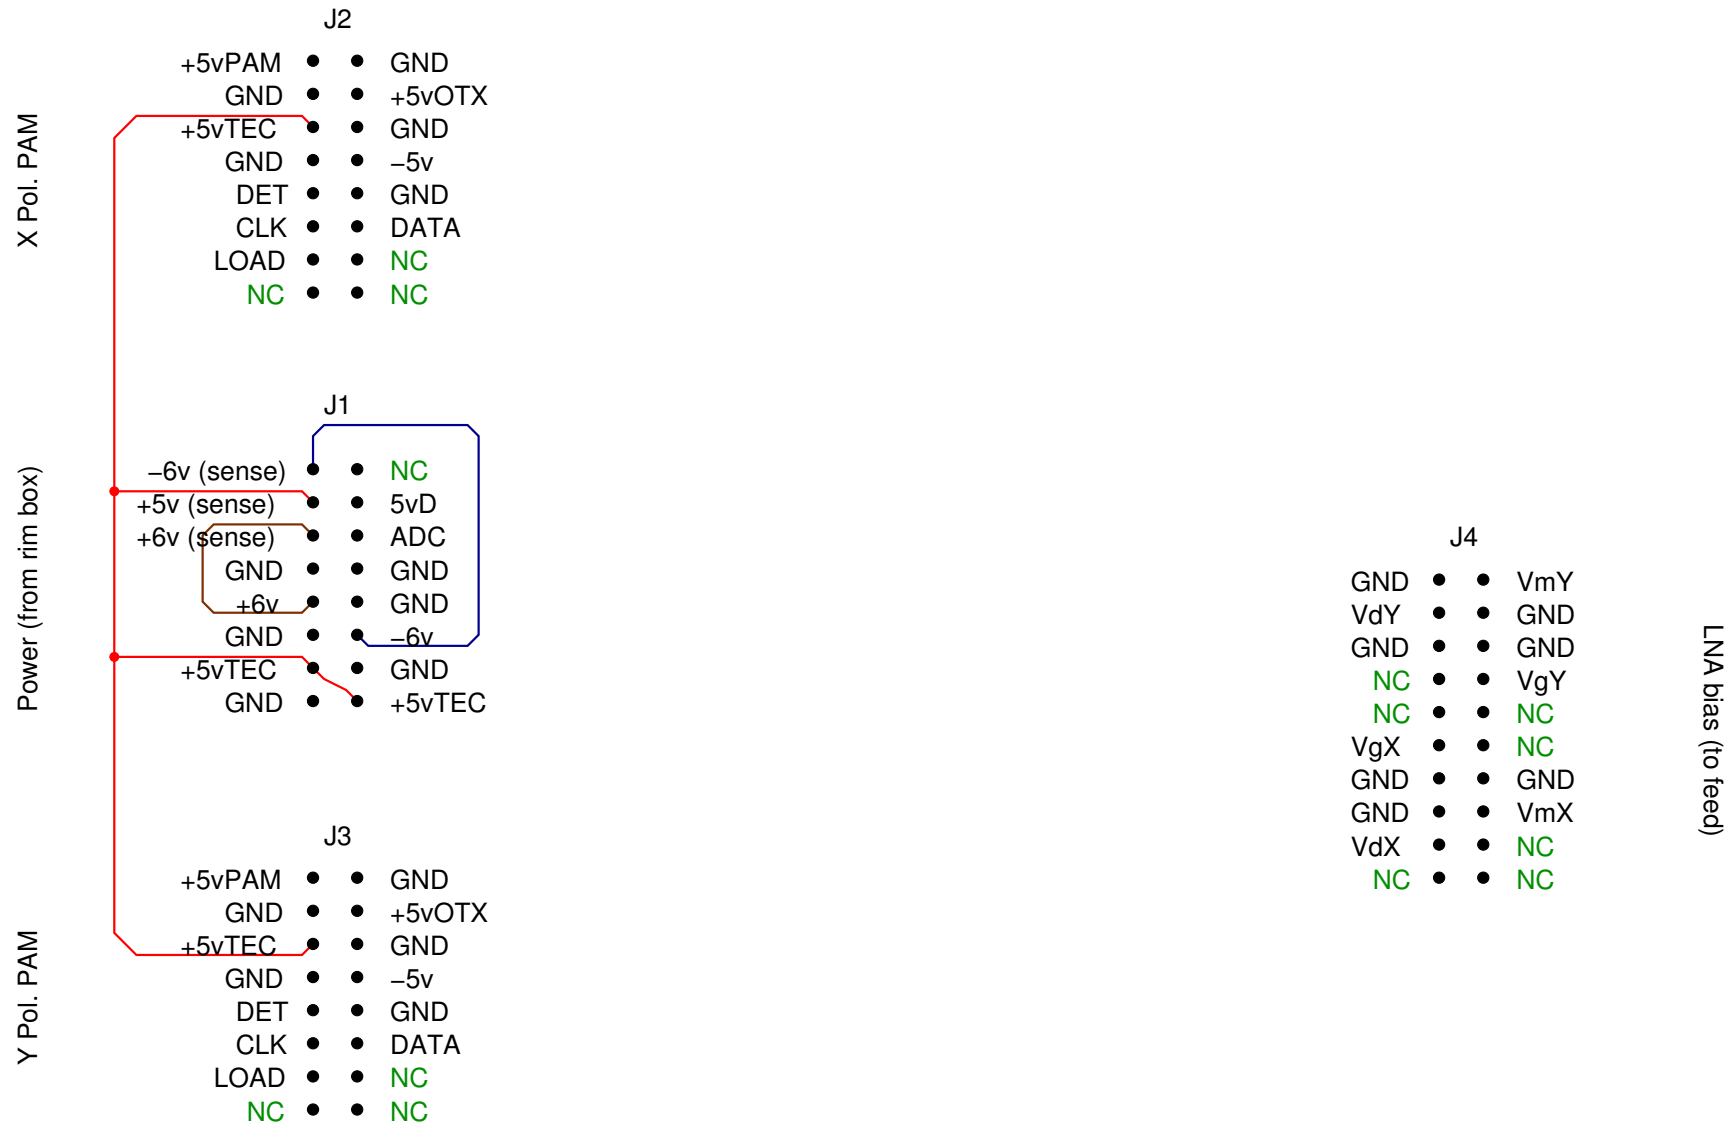 J2
X Pol. PAM
+5vPAM GND
GND +5vOTX
+5vTEC GND
GND −5v
DET GND
CLK DATA
LOAD NC
NC NC
J1
Power (from rim box)
−6v (sense) NC
+5v (sense) 5vD
+6v (sense) ADC
GND GND
+6v GND
GND −6v
+5vTEC GND
GND +5vTEC
J3
Y Pol. PAM
+5vPAM GND
GND +5vOTX
+5vTEC GND
GND −5v
DET GND
CLK DATA
LOAD NC
NC NC
J4
GND VmY
VdY GND
GND GND
NC VgY
NC NC
VgX NC
GND GND
GND VmX
VdX NC
NC NC
LNA bias (to feed)